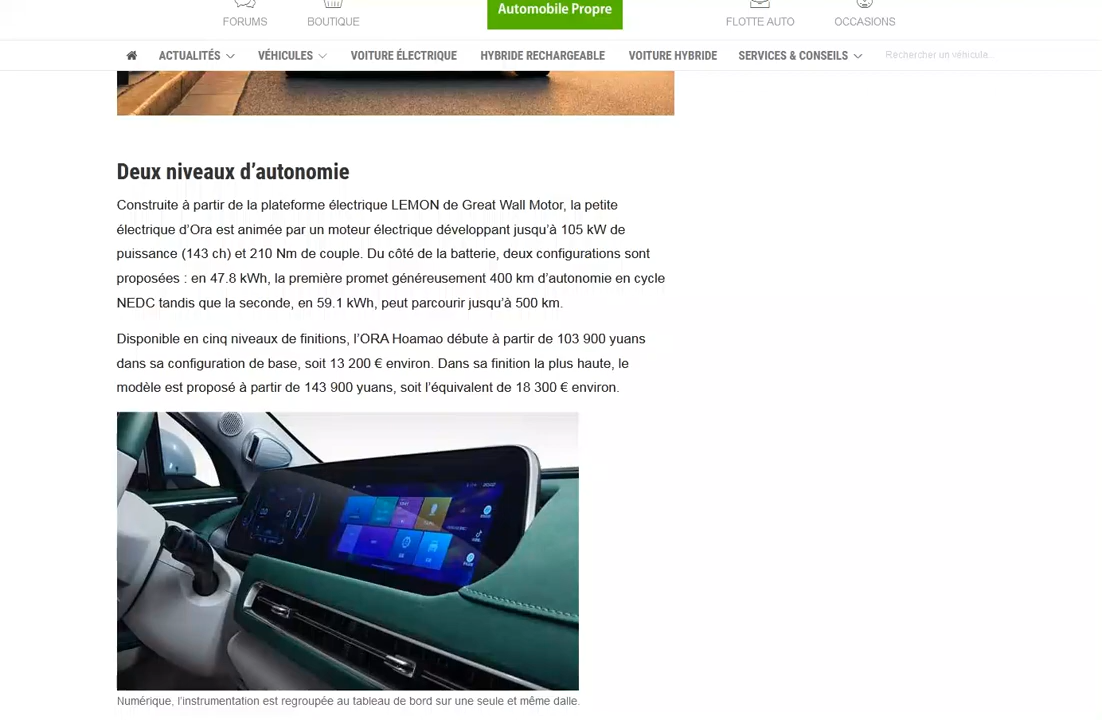 FORUMS
BOUTIQUE
Automobile Propre
FLOTTE AUTO
OCCASIONS
ACTUALITÉS
VÉHICULES
VOITURE ÉLECTRIQUE
HYBRIDE RECHARGEABLE
VOITURE HYBRIDE
SERVICES & CONSEILS
Rechercher un véhicule...
Deux niveaux d’autonomie
Construite à partir de la plateforme électrique LEMON de Great Wall Motor, la petite
électrique d’Ora est animée par un moteur électrique développant jusqu’à 105 kW de
puissance (143 ch) et 210 Nm de couple. Du côté de la batterie, deux configurations sont
proposées : en 47.8 kWh, la première promet généreusement 400 km d’autonomie en cycle
NEDC tandis que la seconde, en 59.1 kWh, peut parcourir jusqu’à 500 km.
Disponible en cinq niveaux de finitions, l’ORA Hoamao débute à partir de 103 900 yuans
dans sa configuration de base, soit 13 200 € environ. Dans sa finition la plus haute, le
modèle est proposé à partir de 143 900 yuans, soit l’équivalent de 18 300 € environ.
Numérique, l’instrumentation est regroupée au tableau de bord sur une seule et même dalle.